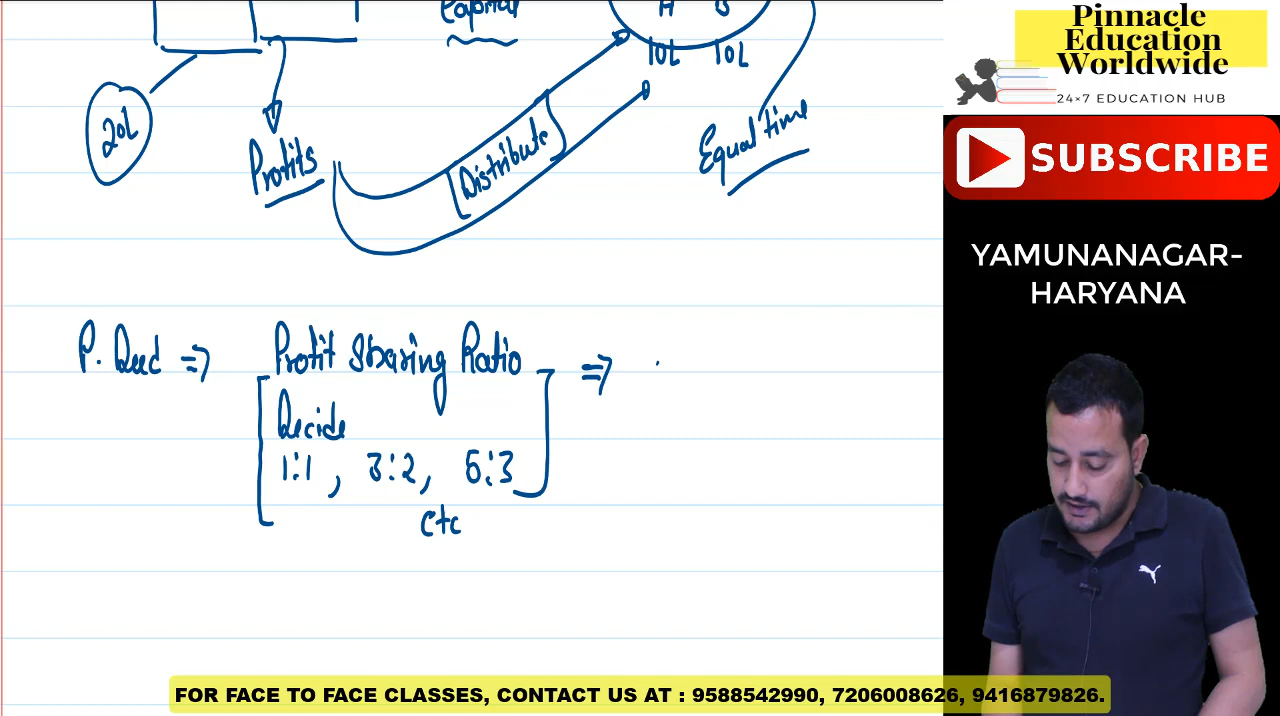 Capital
A B
10L 10L
20L
Profits
[Distribute]
Equal time
P. Deed => Profit Sharing Ratio =>
Decide
1:1, 3:2, 5:3
etc
Pinnacle
Education
Worldwide
24×7 EDUCATION HUB
SUBSCRIBE
YAMUNANAGAR-
HARYANA
FOR FACE TO FACE CLASSES, CONTACT US AT : 9588542990, 7206008626, 9416879826.